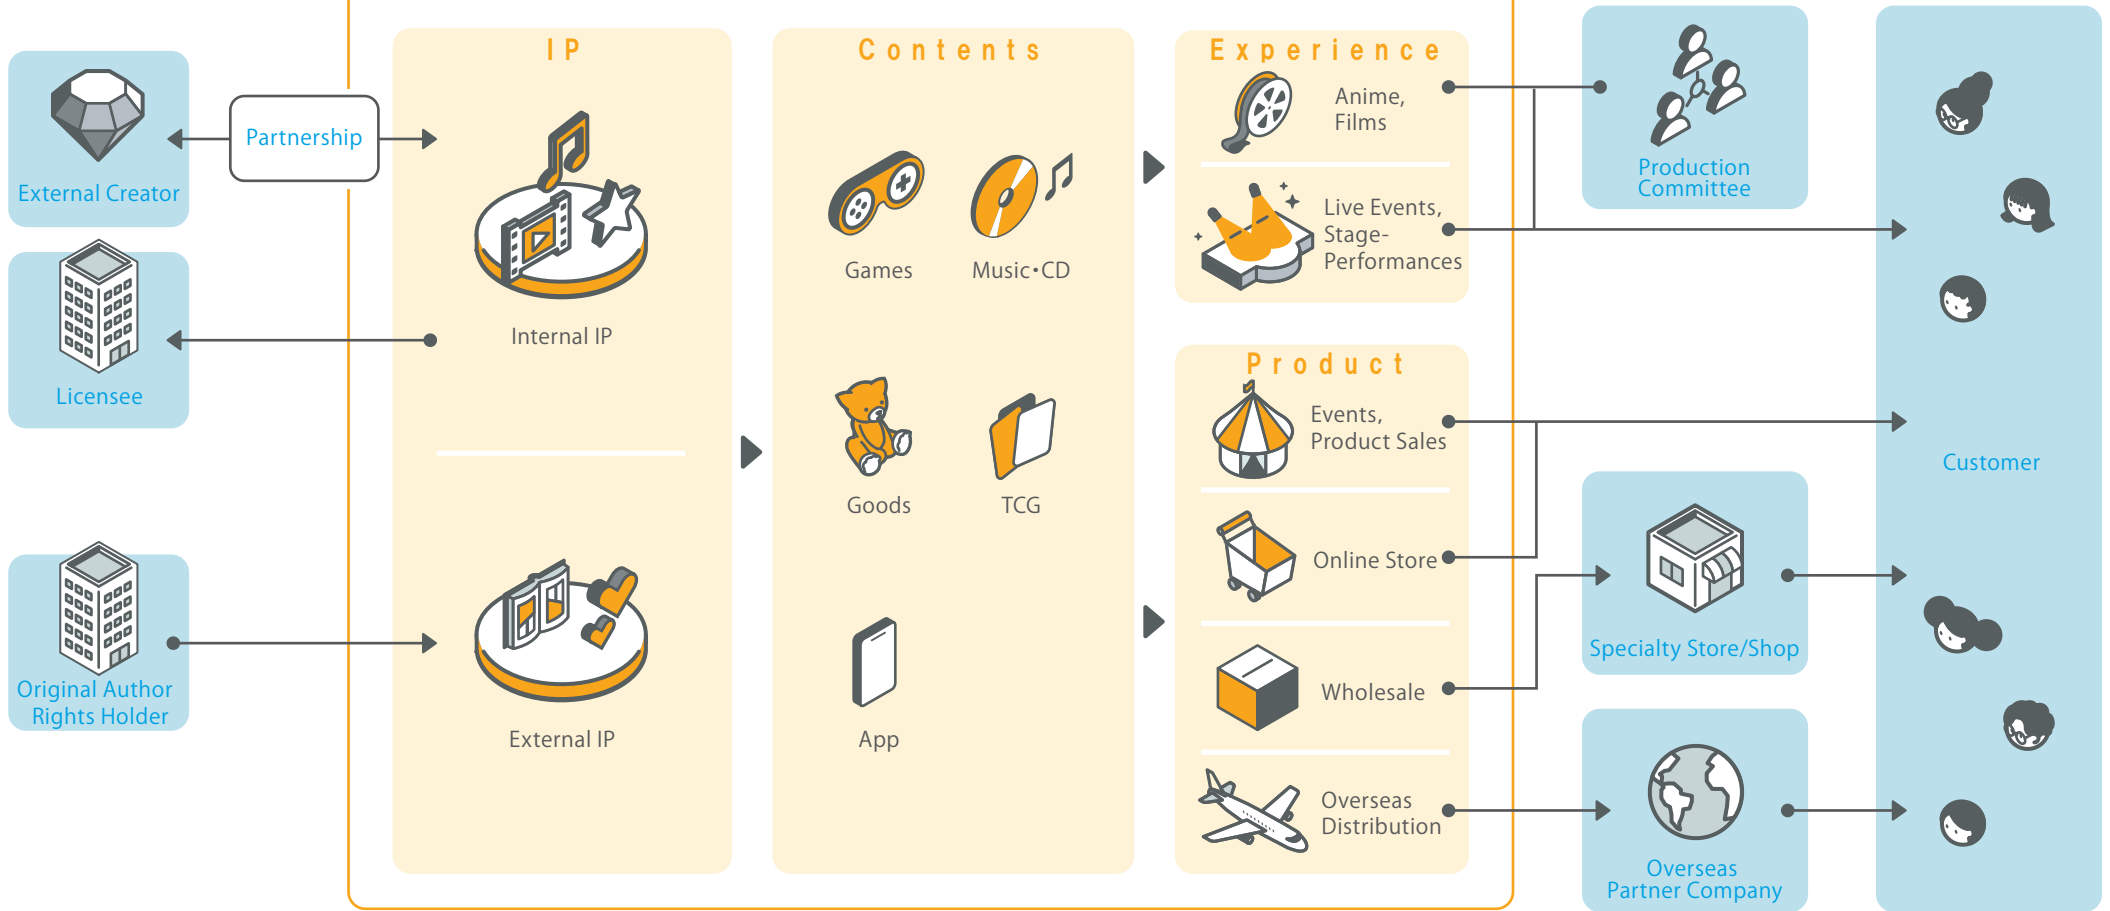 IP
Contents
Experience
Partnership
External Creator
Licensee
Original Author
Rights Holder
Internal IP
External IP
Games
Music・CD
Goods
TCG
App
Anime,
Films
Live Events,
Stage-
Performances
Product
Events,
Product Sales
Online Store
Wholesale
Overseas
Distribution
Production
Committee
Specialty Store/Shop
Overseas
Partner Company
Customer